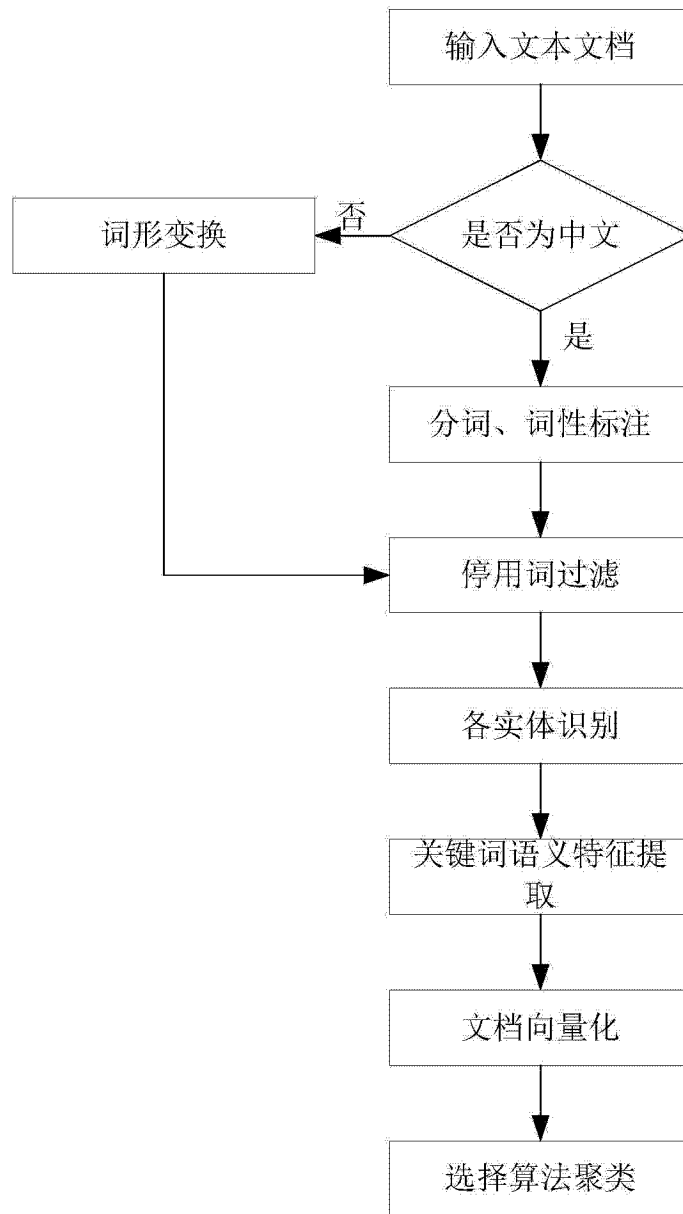 输入文本文档
是否为中文
否
词形变换
是
分词、词性标注
停用词过滤
各实体识别
关键词语义特征提
取
文档向量化
选择算法聚类